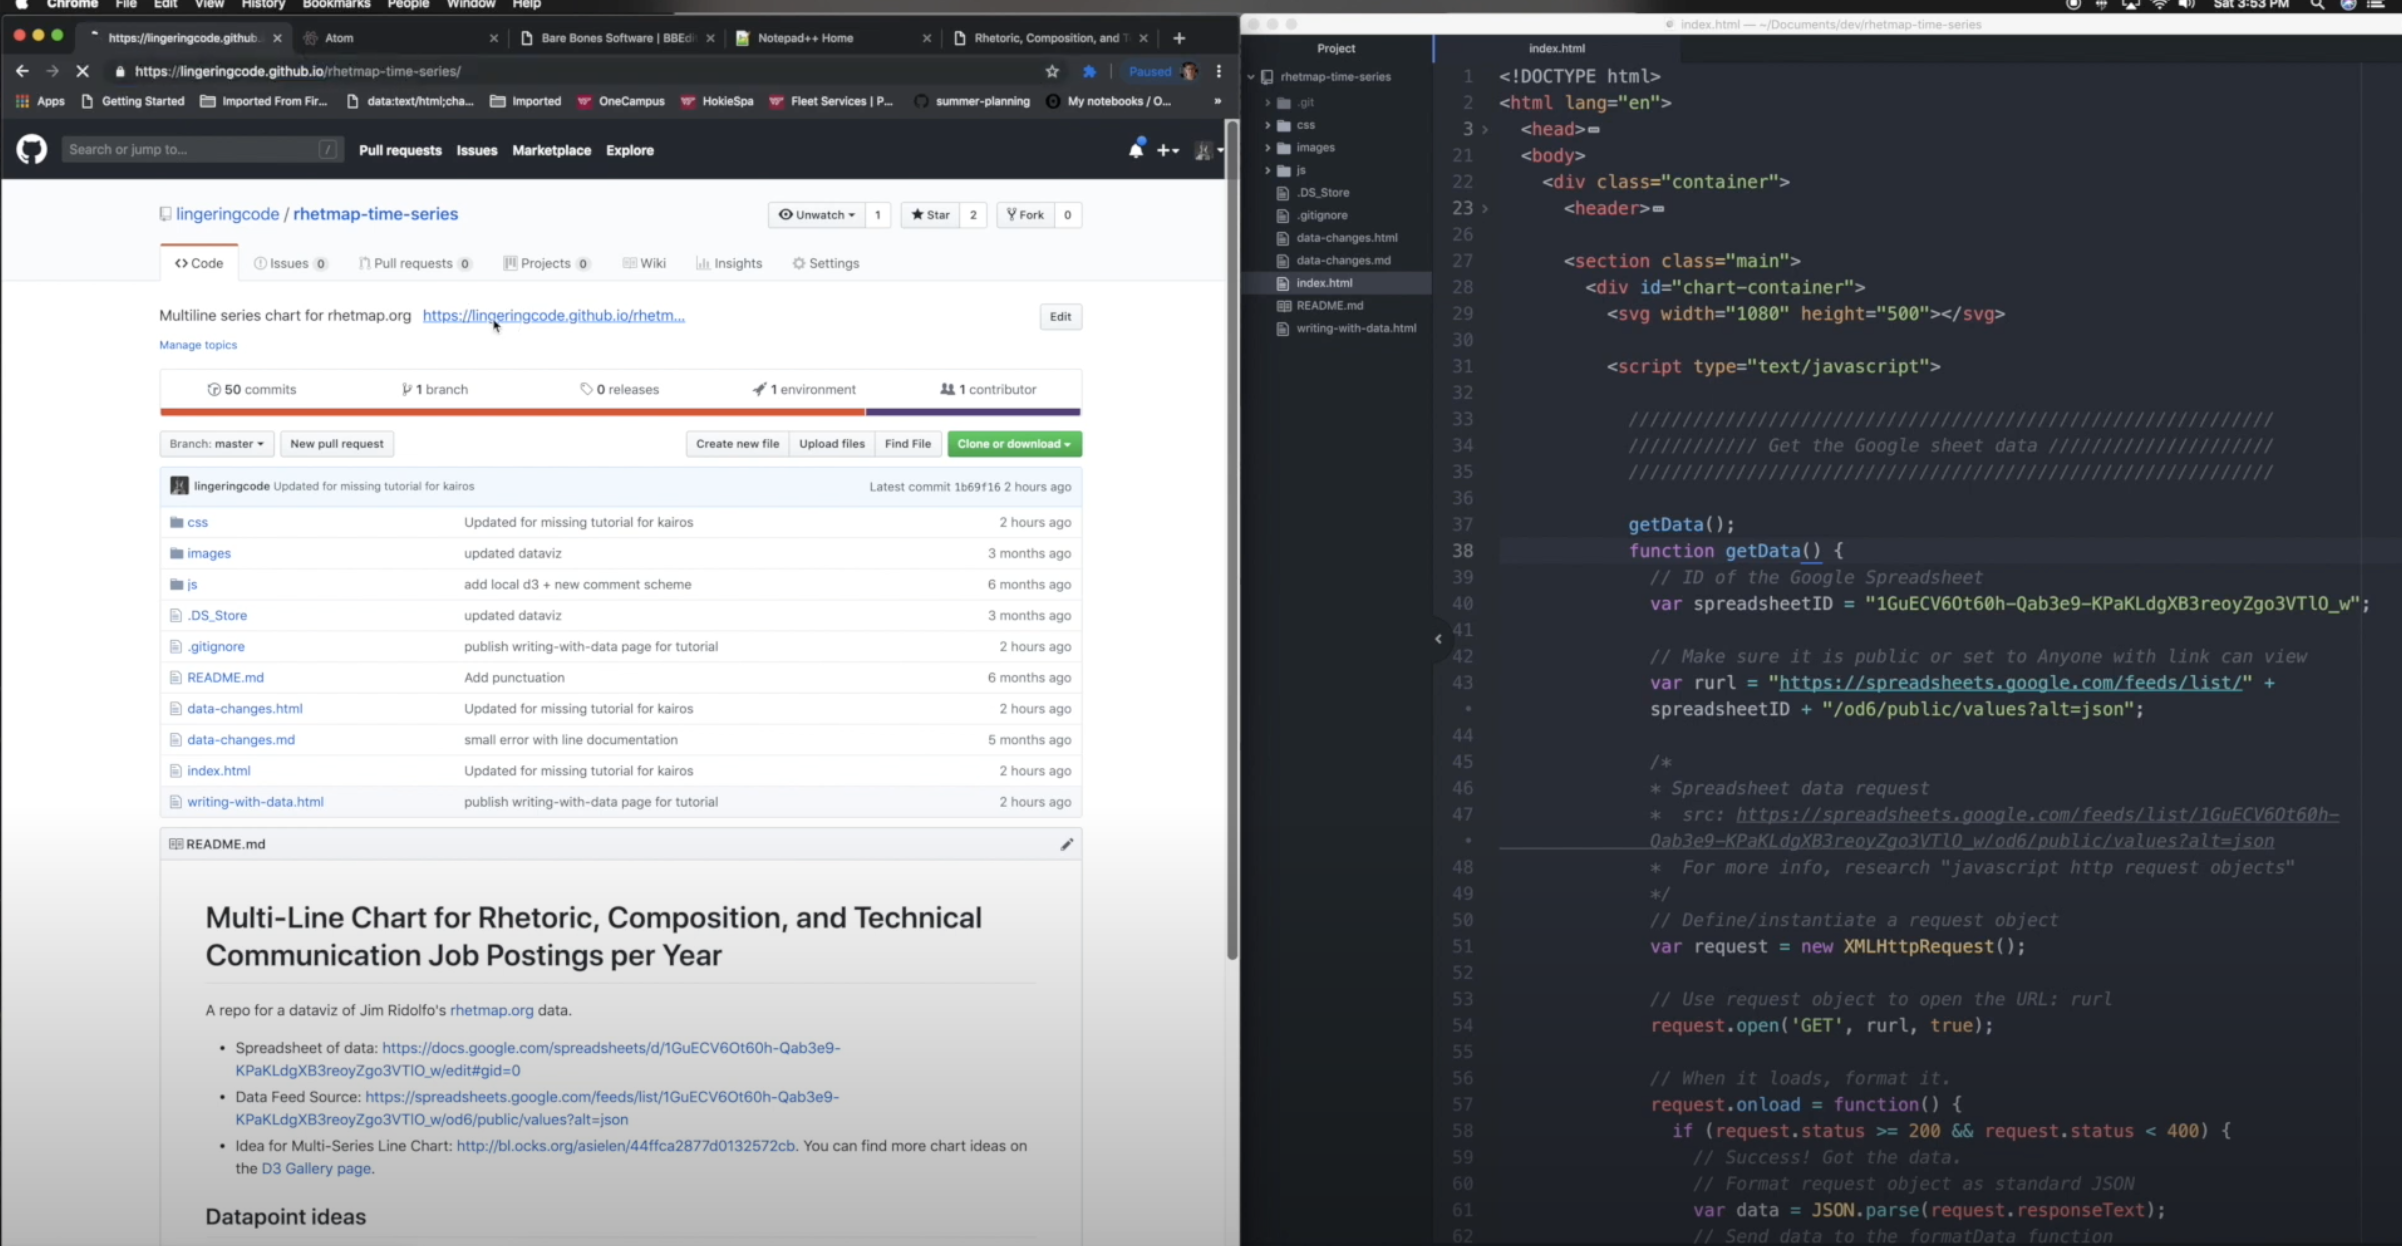 Chrome File Edit View History Bookmarks People Window Help
Sat 3:53 PM
https://lingeringcode.github.
Atom
Bare Bones Software | BBEdi
Notepad++ Home
Rhetoric, Composition, and T
https://lingeringcode.github.io/rhetmap-time-series/
Paused
Apps
Getting Started
Imported From Fir...
data:text/html;cha...
Imported
OneCampus
HokieSpa
Fleet Services | P...
summer-planning
My notebooks / O...
»
Search or jump to...
/
Pull requests Issues Marketplace Explore
lingeringcode / rhetmap-time-series
Unwatch 1
Star 2
Fork 0
Code
Issues 0
Pull requests 0
Projects 0
Wiki
Insights
Settings
Multiline series chart for rhetmap.org https://lingeringcode.github.io/rhetm...
Edit
Manage topics
50 commits
1 branch
0 releases
1 environment
1 contributor
Branch: master
New pull request
Create new file
Upload files
Find File
Clone or download
lingeringcode Updated for missing tutorial for kairos
Latest commit 1b69f16 2 hours ago
css Updated for missing tutorial for kairos 2 hours ago
images updated dataviz 3 months ago
js add local d3 + new comment scheme 6 months ago
.DS_Store updated dataviz 3 months ago
.gitignore publish writing-with-data page for tutorial 2 hours ago
README.md Add punctuation 6 months ago
data-changes.html Updated for missing tutorial for kairos 2 hours ago
data-changes.md small error with line documentation 5 months ago
index.html Updated for missing tutorial for kairos 2 hours ago
writing-with-data.html publish writing-with-data page for tutorial 2 hours ago
README.md
Multi-Line Chart for Rhetoric, Composition, and Technical
Communication Job Postings per Year
A repo for a dataviz of Jim Ridolfo's rhetmap.org data.
• Spreadsheet of data: https://docs.google.com/spreadsheets/d/1GuECV6Ot60h-Qab3e9-
KPaKLdgXB3reoyZgo3VTlO_w/edit#gid=0
• Data Feed Source: https://spreadsheets.google.com/feeds/list/1GuECV6Ot60h-Qab3e9-
KPaKLdgXB3reoyZgo3VTlO_w/od6/public/values?alt=json
• Idea for Multi-Series Line Chart: http://bl.ocks.org/asielen/44ffca2877d0132572cb. You can find more chart ideas on
the D3 Gallery page.
Datapoint ideas
index.html — ~/Documents/dev/rhetmap-time-series
Project
rhetmap-time-series
.git
css
images
js
.DS_Store
.gitignore
data-changes.html
data-changes.md
index.html
README.md
writing-with-data.html
index.html
1 <!DOCTYPE html>
2 <html lang="en">
3 <head>
21 <body>
22 <div class="container">
23 <header>
26
27 <section class="main">
28 <div id="chart-container">
29 <svg width="1080" height="500"></svg>
30
31 <script type="text/javascript">
32
33 ////////////////////////////////////////////////////////////
34 //////////// Get the Google sheet data /////////////////////
35 ////////////////////////////////////////////////////////////
36
37 getData();
38 function getData() {
39 // ID of the Google Spreadsheet
40 var spreadsheetID = "1GuECV6Ot60h-Qab3e9-KPaKLdgXB3reoyZgo3VTlO_w";
41
42 // Make sure it is public or set to Anyone with link can view
43 var rurl = "https://spreadsheets.google.com/feeds/list/" +
• spreadsheetID + "/od6/public/values?alt=json";
44
45 /*
46 * Spreadsheet data request
47 * src: https://spreadsheets.google.com/feeds/list/1GuECV6Ot60h-
• Qab3e9-KPaKLdgXB3reoyZgo3VTlO_w/od6/public/values?alt=json
48 * For more info, research "javascript http request objects"
49 */
50 // Define/instantiate a request object
51 var request = new XMLHttpRequest();
52
53 // Use request object to open the URL: rurl
54 request.open('GET', rurl, true);
55
56 // When it loads, format it.
57 request.onload = function() {
58 if (request.status >= 200 && request.status < 400) {
59 // Success! Got the data.
60 // Format request object as standard JSON
61 var data = JSON.parse(request.responseText);
62 // Send data to the formatData function